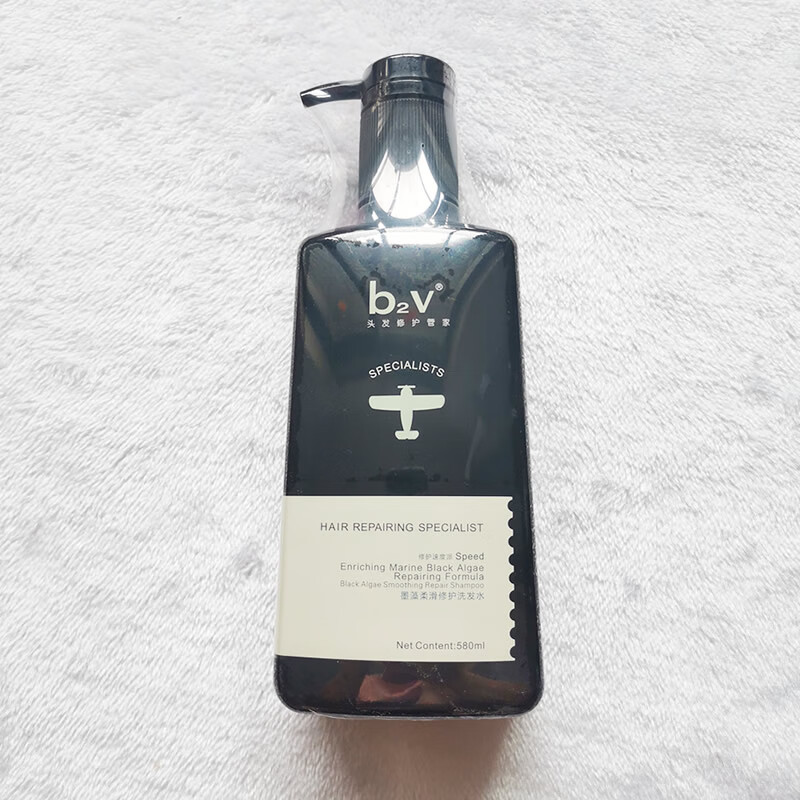 b2v®
头发修护管家
SPECIALISTS
HAIR REPAIRING SPECIALIST
修护速度派 Speed
Enriching Marine Black Algae
Repairing Formula
Black Algae Smoothing Repair Shampoo
墨藻柔滑修护洗发水
Net Content:580ml